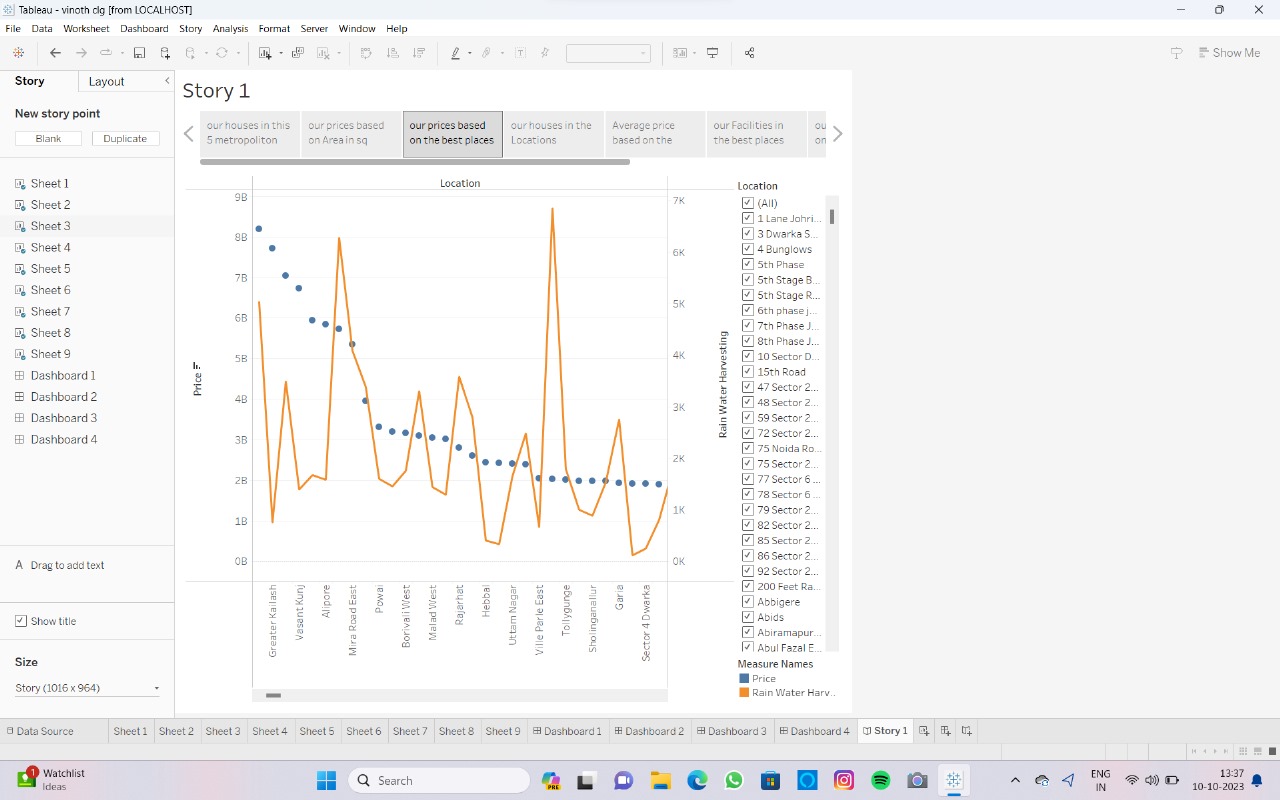 Tableau - vinoth clg [from LOCALHOST]
File Data Worksheet Dashboard Story Analysis Format Server Window Help
Show Me
Story Layout
New story point
Blank Duplicate
Sheet 1
Sheet 2
Sheet 3
Sheet 4
Sheet 5
Sheet 6
Sheet 7
Sheet 8
Sheet 9
Dashboard 1
Dashboard 2
Dashboard 3
Dashboard 4
A Drag to add text
Show title
Size
Story (1016 x 964)
Story 1
our houses in this
5 metropoliton
our prices based
on Area in sq
our prices based
on the best places
our houses in the
Locations
Average price
based on the
our Facilities in
the best places
ou
on
Location
9B
8B
7B
6B
5B
4B
3B
2B
1B
0B
Price
7K
6K
5K
4K
3K
2K
1K
0K
Rain Water Harvesting
Greater Kailash
Vasant Kunj
Alipore
Mira Road East
Powai
Borivali West
Malad West
Rajarhat
Hebbal
Uttam Nagar
Ville Parle East
Tollygunge
Sholinganallur
Garia
Sector 4 Dwarka
Location
(All)
1 Lane Johri...
3 Dwarka S...
4 Bunglows
5th Phase
5th Stage B...
5th Stage R...
6th phase j...
7th Phase J...
8th Phase J...
10 Sector D...
15th Road
47 Sector 2...
48 Sector 2...
59 Sector 2...
72 Sector 2...
75 Noida Ro...
75 Sector 2...
77 Sector 6 ...
78 Sector 6 ...
79 Sector 2...
82 Sector 2...
85 Sector 2...
86 Sector 2...
92 Sector 2...
200 Feet Ra...
Abbigere
Abids
Abiramapur...
Abul Fazal E...
Measure Names
Price
Rain Water Harv..
Data Source Sheet 1 Sheet 2 Sheet 3 Sheet 4 Sheet 5 Sheet 6 Sheet 7 Sheet 8 Sheet 9 Dashboard 1 Dashboard 2 Dashboard 3 Dashboard 4 Story 1
1
Watchlist
Ideas
Search
PRE
ENG
IN
13:37
10-10-2023